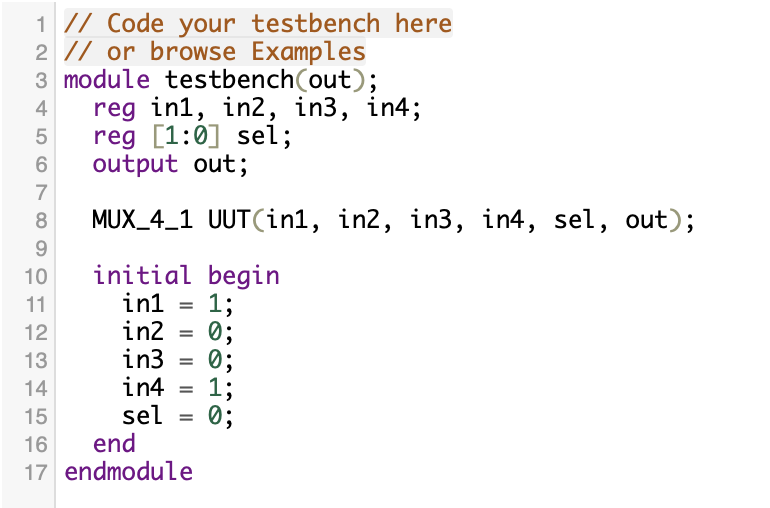 1 // Code your testbench here
2 // or browse Examples
3 module testbench(out);
4   reg in1, in2, in3, in4;
5   reg [1:0] sel;
6   output out;
7
8   MUX_4_1 UUT(in1, in2, in3, in4, sel, out);
9
10   initial begin
11     in1 = 1;
12     in2 = 0;
13     in3 = 0;
14     in4 = 1;
15     sel = 0;
16   end
17 endmodule